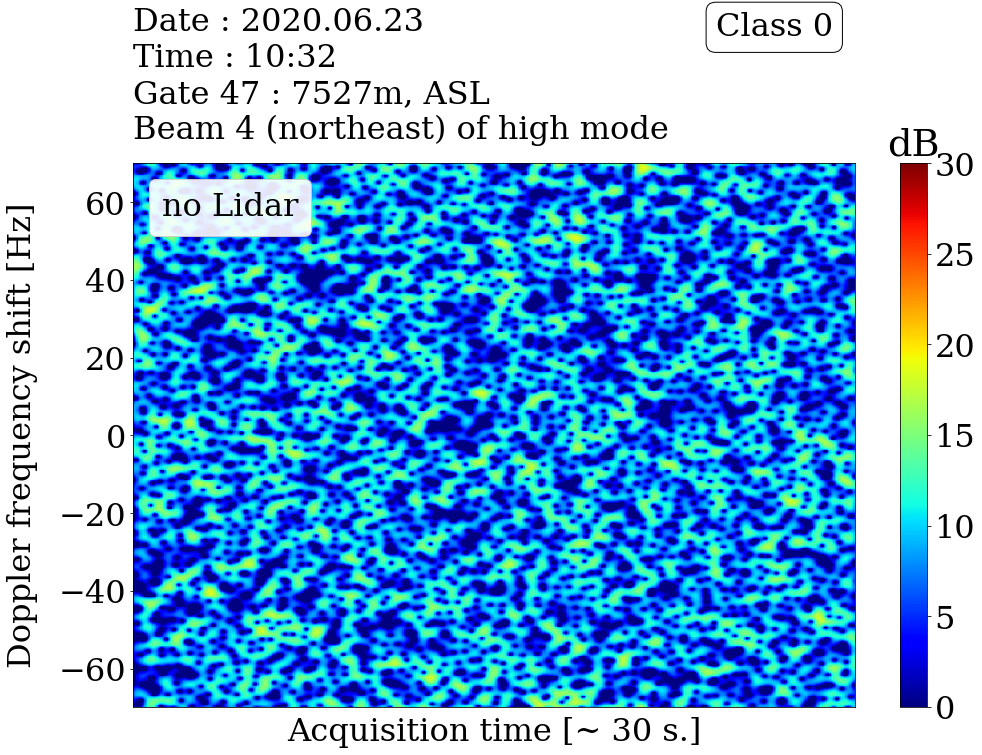 Date : 2020.06.23
Time : 10:32
Gate 47 : 7527m, ASL
Beam 4 (northeast) of high mode
Class 0
dB
no Lidar
Doppler frequency shift [Hz]
60
40
20
0
−20
−40
−60
30
25
20
15
10
5
0
Acquisition time [~ 30 s.]